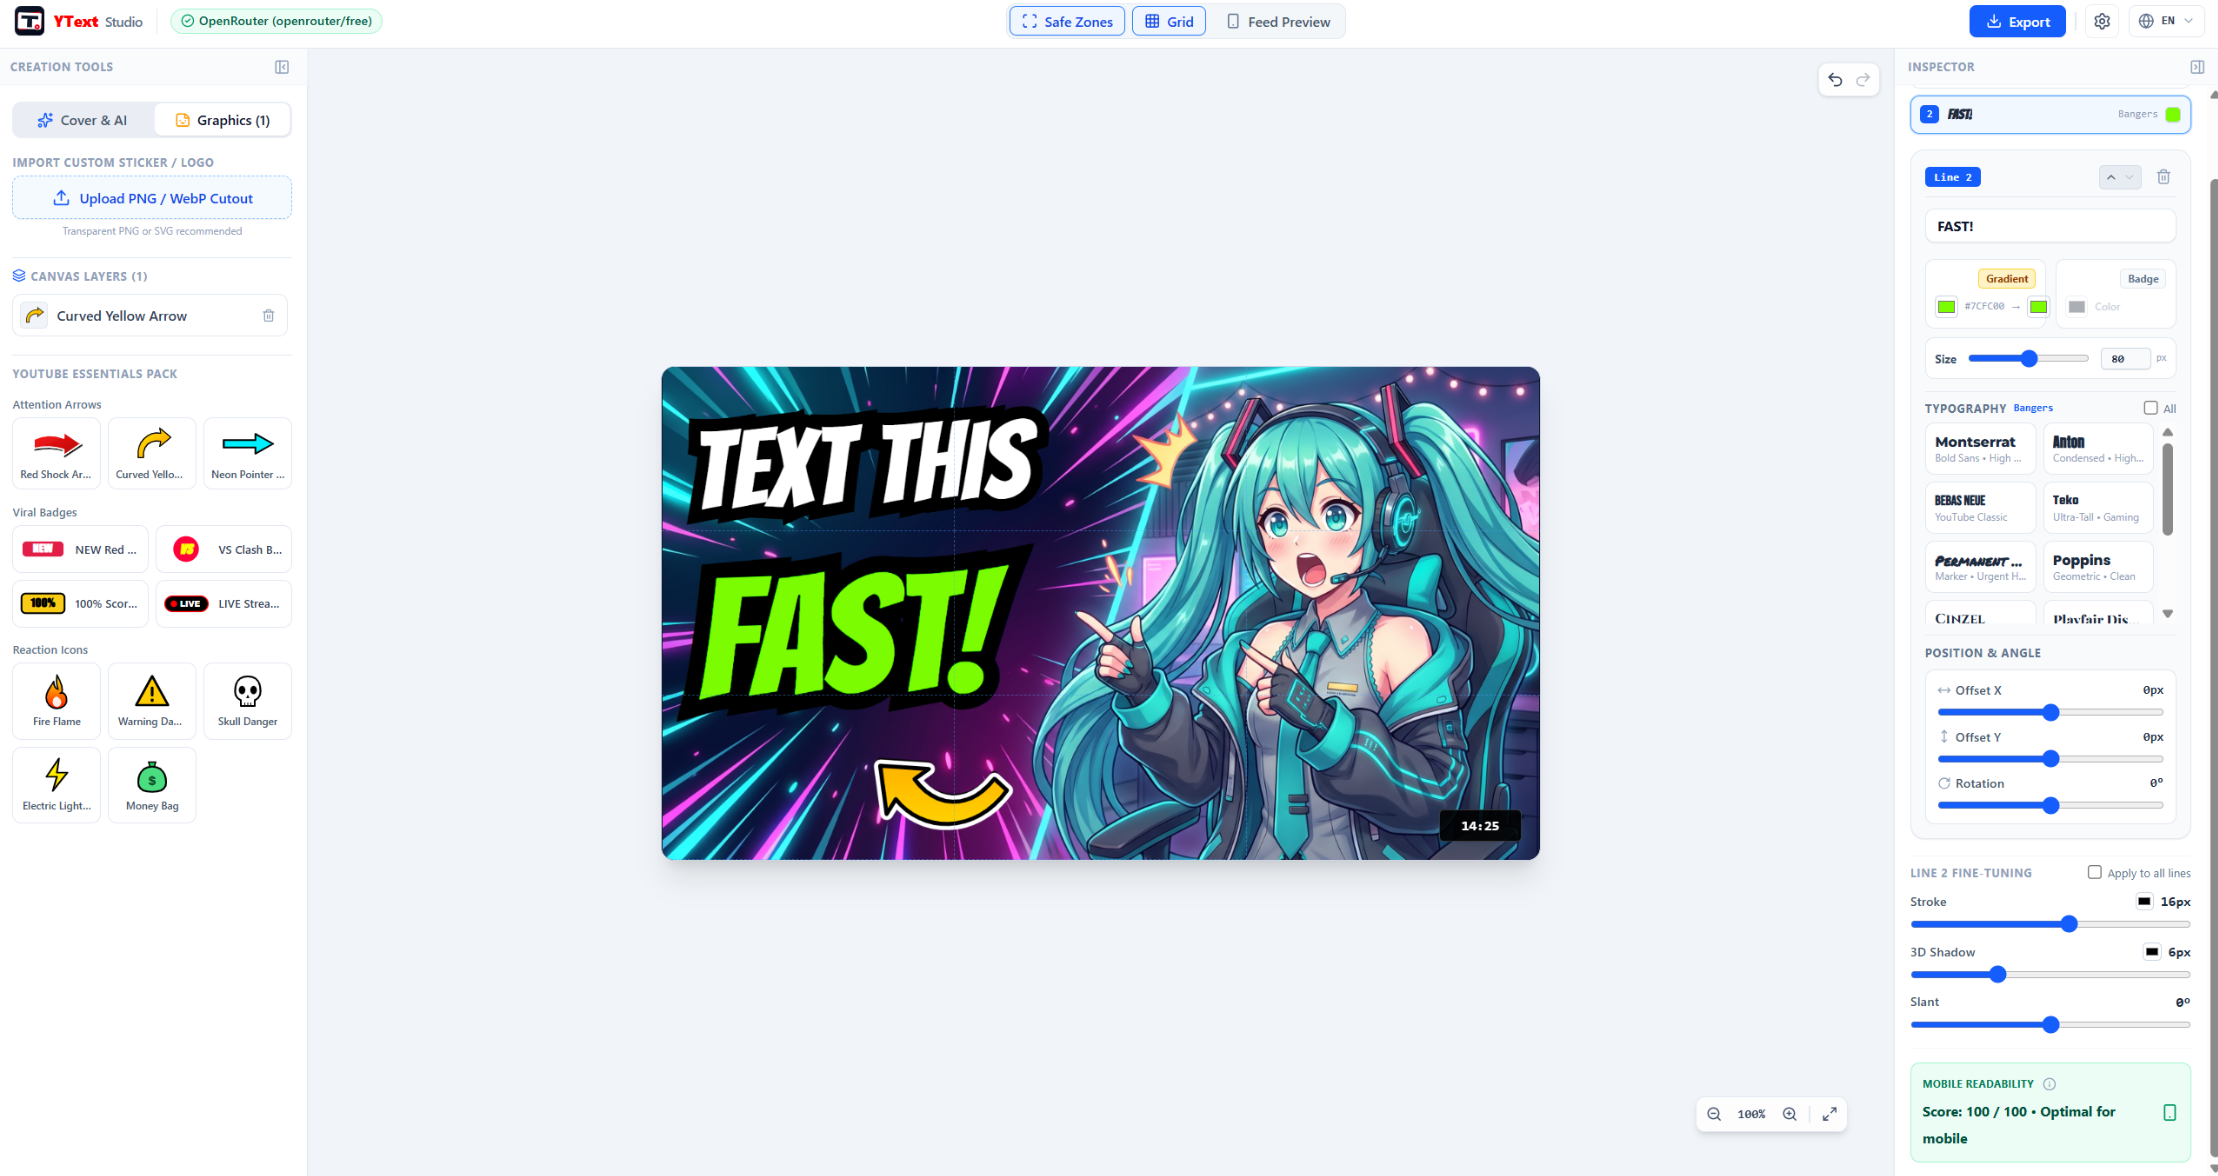 YText Studio
OpenRouter (openrouter/free)
Safe Zones
Grid
Feed Preview
Export
EN
CREATION TOOLS
Cover & AI
Graphics (1)
IMPORT CUSTOM STICKER / LOGO
Upload PNG / WebP Cutout
Transparent PNG or SVG recommended
CANVAS LAYERS (1)
Curved Yellow Arrow
YOUTUBE ESSENTIALS PACK
Attention Arrows
Red Shock Ar...
Curved Yello...
Neon Pointer ...
Viral Badges
NEW
NEW Red ...
VS
VS Clash B...
100%
100% Scor...
LIVE
LIVE Strea...
Reaction Icons
Fire Flame
Warning Da...
Skull Danger
Electric Light...
Money Bag
TEXT THIS
FAST!
14:25
100%
INSPECTOR
2 FAST! Bangers
Line 2
FAST!
Gradient
#7CFC00 →
Badge
Color
Size 80 px
TYPOGRAPHY Bangers
All
Montserrat
Bold Sans • High ...
Anton
Condensed • High...
BEBAS NEUE
YouTube Classic
Teko
Ultra-Tall • Gaming
PERMANENT ...
Marker • Urgent H...
Poppins
Geometric • Clean
CINZEL
Playfair Dis...
POSITION & ANGLE
Offset X 0px
Offset Y 0px
Rotation 0°
LINE 2 FINE-TUNING
Apply to all lines
Stroke 16px
3D Shadow 6px
Slant 0°
MOBILE READABILITY
Score: 100 / 100 • Optimal for
mobile